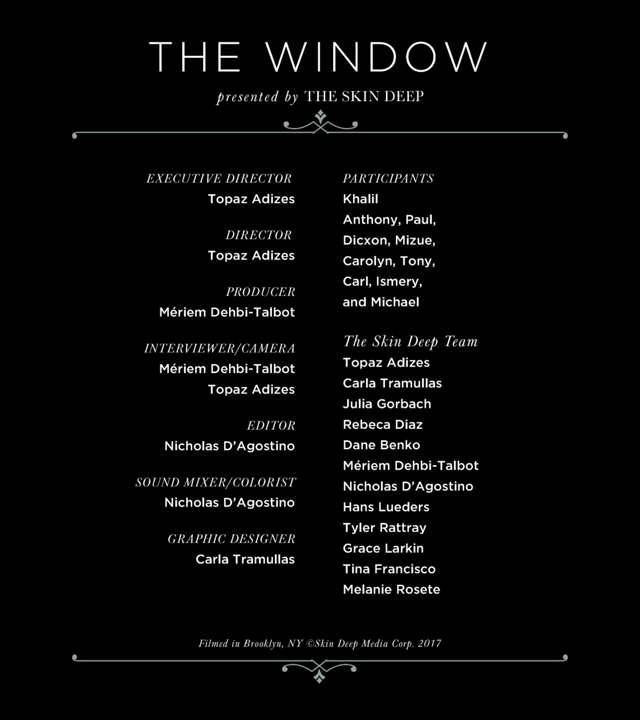 THE WINDOW
presented by THE SKIN DEEP
EXECUTIVE DIRECTOR
Topaz Adizes
DIRECTOR
Topaz Adizes
PRODUCER
Mériem Dehbi-Talbot
INTERVIEWER/CAMERA
Mériem Dehbi-Talbot
Topaz Adizes
EDITOR
Nicholas D’Agostino
SOUND MIXER/COLORIST
Nicholas D’Agostino
GRAPHIC DESIGNER
Carla Tramullas
PARTICIPANTS
Khalil
Anthony, Paul,
Dicxon, Mizue,
Carolyn, Tony,
Carl, Ismery,
and Michael
The Skin Deep Team
Topaz Adizes
Carla Tramullas
Julia Gorbach
Rebeca Diaz
Dane Benko
Mériem Dehbi-Talbot
Nicholas D’Agostino
Hans Lueders
Tyler Rattray
Grace Larkin
Tina Francisco
Melanie Rosete
Filmed in Brooklyn, NY ©Skin Deep Media Corp. 2017